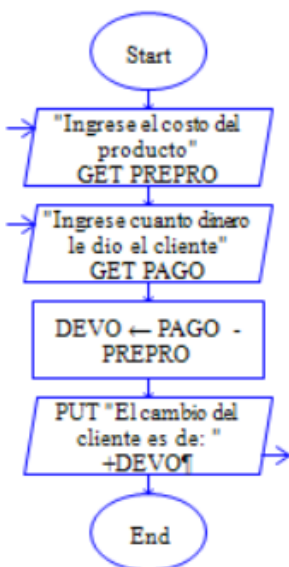 Start
"Ingrese el costo del
producto"
GET PREPRO
"Ingrese cuanto dinero
le dio el cliente"
GET PAGO
DEVO ← PAGO -
PREPRO
PUT "El cambio del
cliente es de: "
+DEVO¶
End